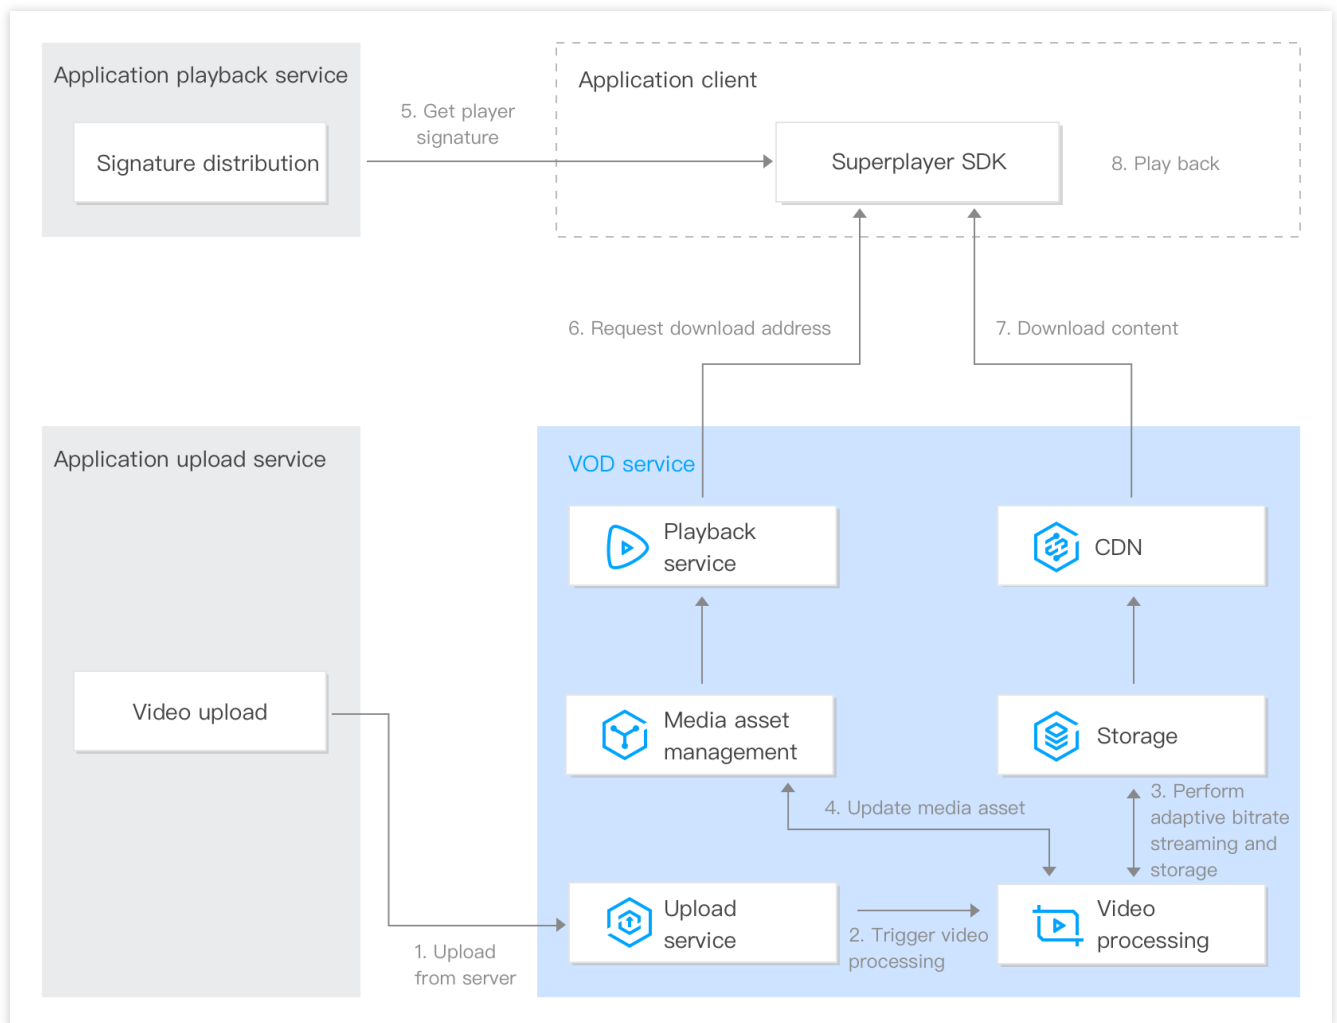 Application playback service
Signature distribution
5. Get player
signature
Application client
Superplayer SDK
8. Play back
6. Request download address
7. Download content
Application upload service
Video upload
VOD service
Playback
service
CDN
Media asset
management
Storage
4. Update media asset
3. Perform
adaptive bitrate
streaming and
storage
Upload
service
Video
processing
1. Upload
from server
2. Trigger video
processing